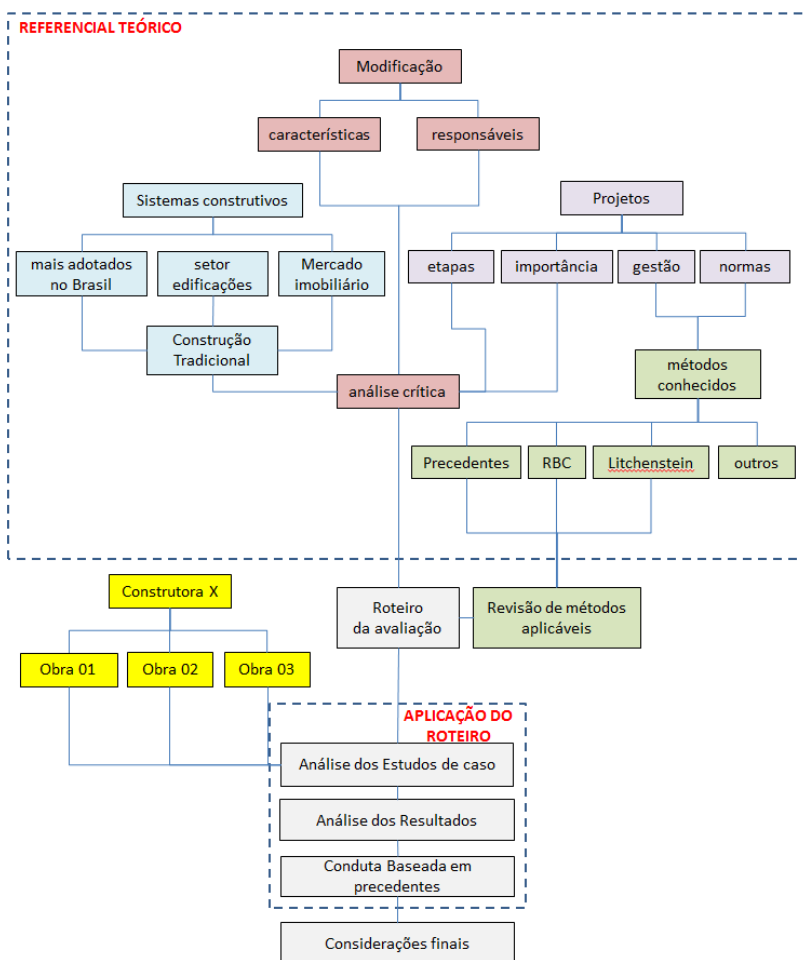 REFERENCIAL TEÓRICO
Modificação
características
responsáveis
Sistemas construtivos
Projetos
mais adotados
no Brasil
setor
edificações
Mercado
imobiliário
etapas
importância
gestão
normas
Construção
Tradicional
métodos
conhecidos
análise crítica
Precedentes
RBC
Litchenstein
outros
Construtora X
Roteiro
da avaliação
Revisão de métodos
aplicáveis
Obra 01
Obra 02
Obra 03
APLICAÇÃO DO
ROTEIRO
Análise dos Estudos de caso
Análise dos Resultados
Conduta Baseada em
precedentes
Considerações finais